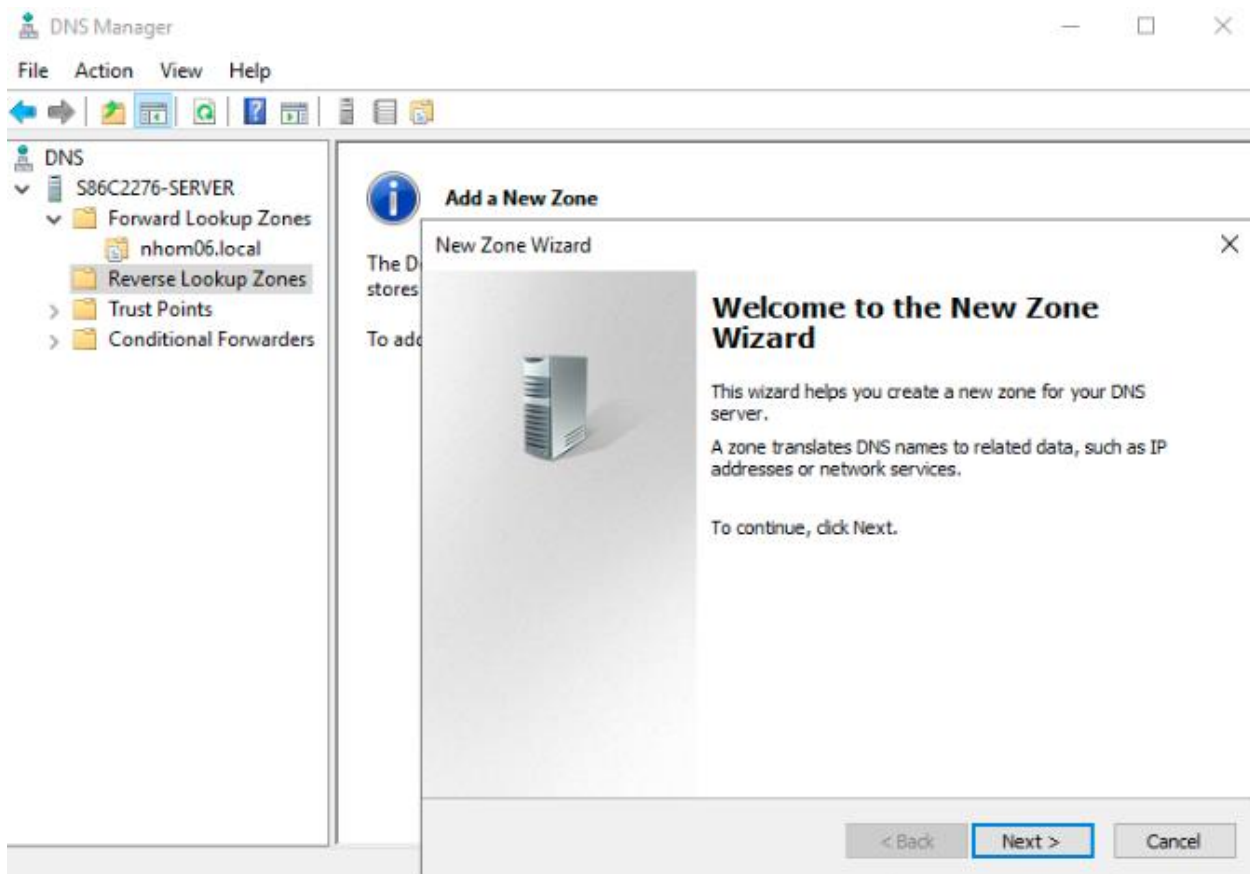 DNS Manager
File Action View Help
DNS
S86C2276-SERVER
Forward Lookup Zones
nhom06.local
Reverse Lookup Zones
Trust Points
Conditional Forwarders
Add a New Zone
The D
stores
To add
New Zone Wizard
Welcome to the New Zone
Wizard
This wizard helps you create a new zone for your DNS
server.
A zone translates DNS names to related data, such as IP
addresses or network services.
To continue, click Next.
< Back Next > Cancel